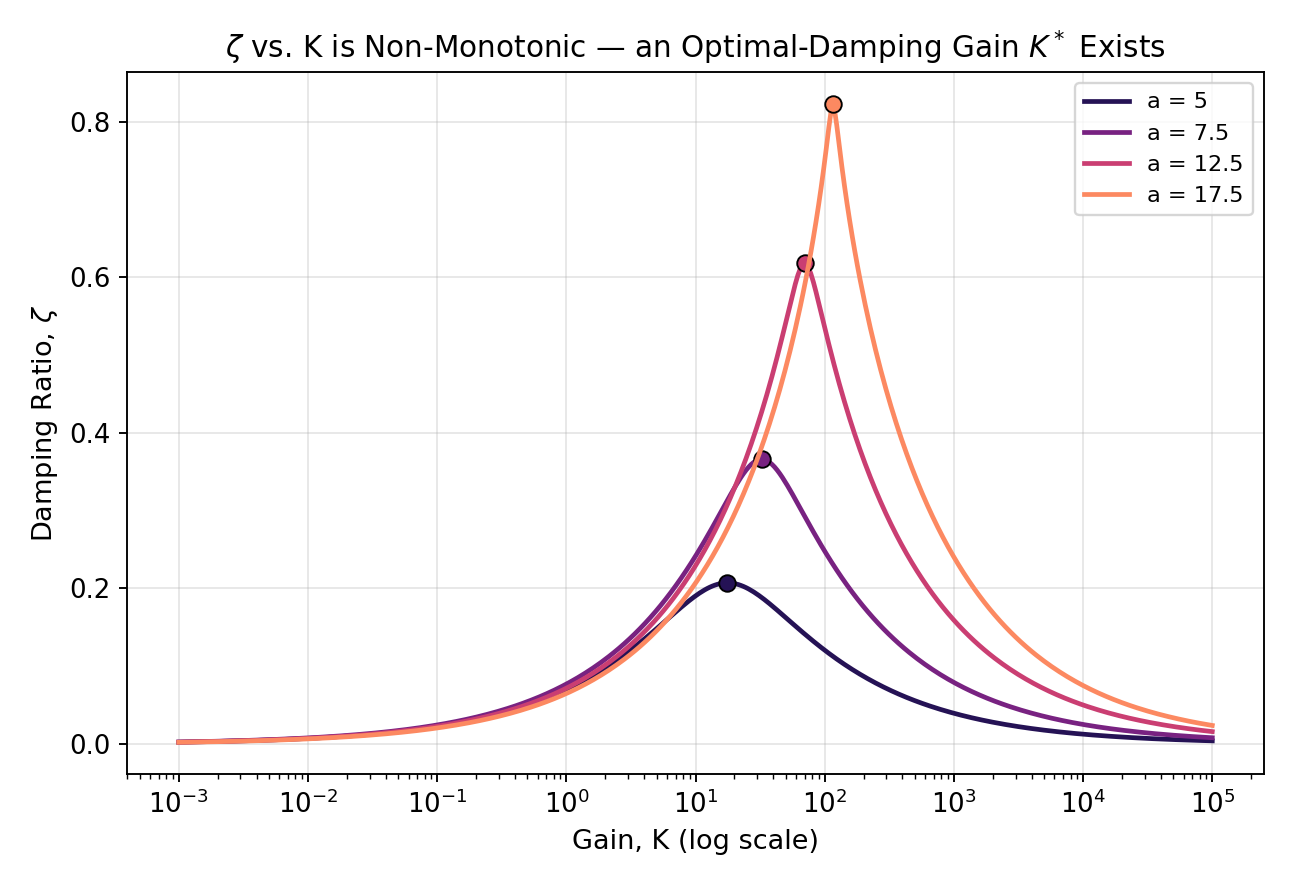 ζ vs. K is Non-Monotonic — an Optimal-Damping Gain K* Exists
a = 5
a = 7.5
a = 12.5
a = 17.5
Damping Ratio, ζ
0.8
0.6
0.4
0.2
0.0
10⁻³ 10⁻² 10⁻¹ 10⁰ 10¹ 10² 10³ 10⁴ 10⁵
Gain, K (log scale)